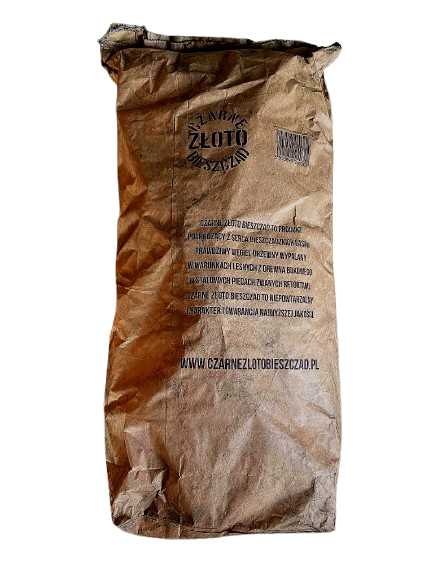 CZARNE
ZŁOTO
BIESZCZAD
CZARNE ZŁOTO BIESZCZAD TO PRODUKT
POCHODZĄCY Z SERCA BIESZCZADZKICH LASÓW
PRAWDZIWY WĘGIEL DRZEWNY WYPALANY
W WARUNKACH LEŚNYCH Z DREWNA BUKOWEGO
W STALOWYCH PIECACH ZWANYCH RETORTAMI
CZARNE ZŁOTO BIESZCZAD TO NIEPOWTARZALNY
CHARAKTER I GWARANCJA NAJWYŻSZEJ JAKOŚCI
WWW.CZARNEZLOTOBIESZCZAD.PL